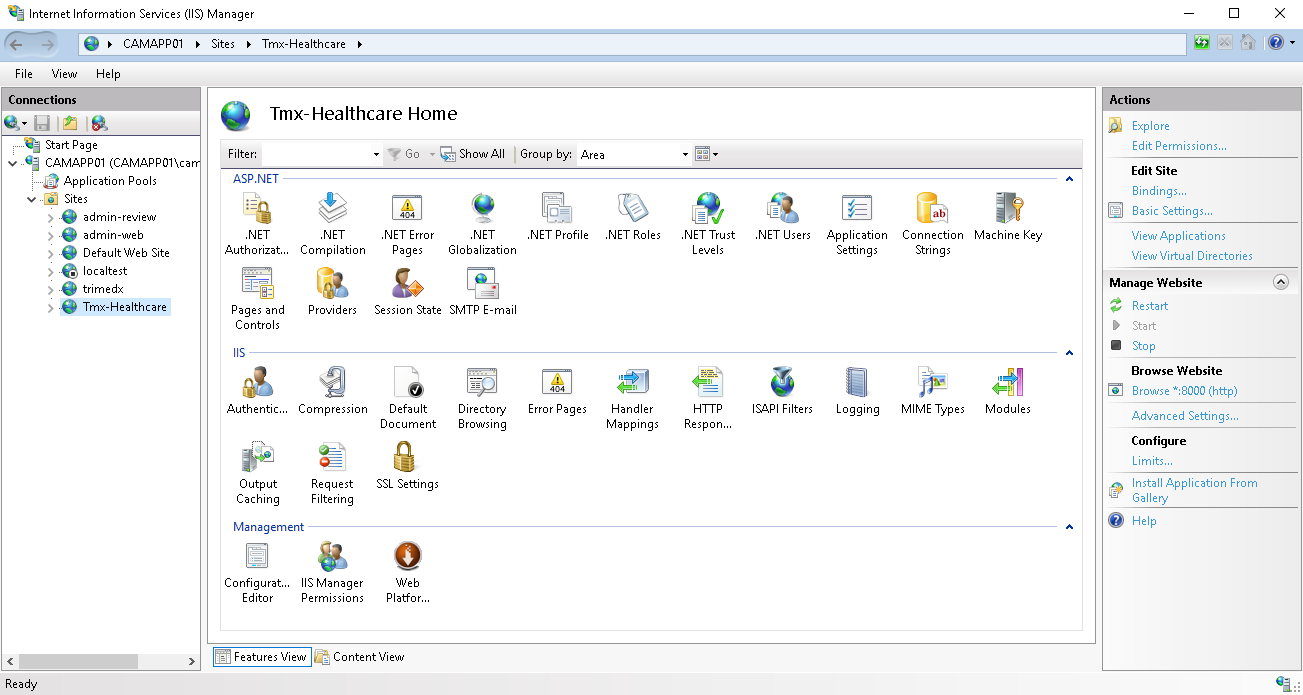 Internet Information Services (IIS) Manager
CAMAPP01 Sites Tmx-Healthcare
File View Help
Connections
Start Page
CAMAPP01 (CAMAPP01\cam
Application Pools
Sites
admin-review
admin-web
Default Web Site
localtest
trimedx
Tmx-Healthcare
Tmx-Healthcare Home
Filter: Go Show All Group by: Area
ASP.NET
.NET Authorizat...
.NET Compilation
.NET Error Pages
.NET Globalization
.NET Profile
.NET Roles
.NET Trust Levels
.NET Users
Application Settings
Connection Strings
Machine Key
Pages and Controls
Providers
Session State
SMTP E-mail
IIS
Authentic...
Compression
Default Document
Directory Browsing
Error Pages
Handler Mappings
HTTP Respon...
ISAPI Filters
Logging
MIME Types
Modules
Output Caching
Request Filtering
SSL Settings
Management
Configurat... Editor
IIS Manager Permissions
Web Platfor...
Features View Content View
Actions
Explore
Edit Permissions...
Edit Site
Bindings...
Basic Settings...
View Applications
View Virtual Directories
Manage Website
Restart
Start
Stop
Browse Website
Browse *:8000 (http)
Advanced Settings...
Configure
Limits...
Install Application From
Gallery
Help
Ready